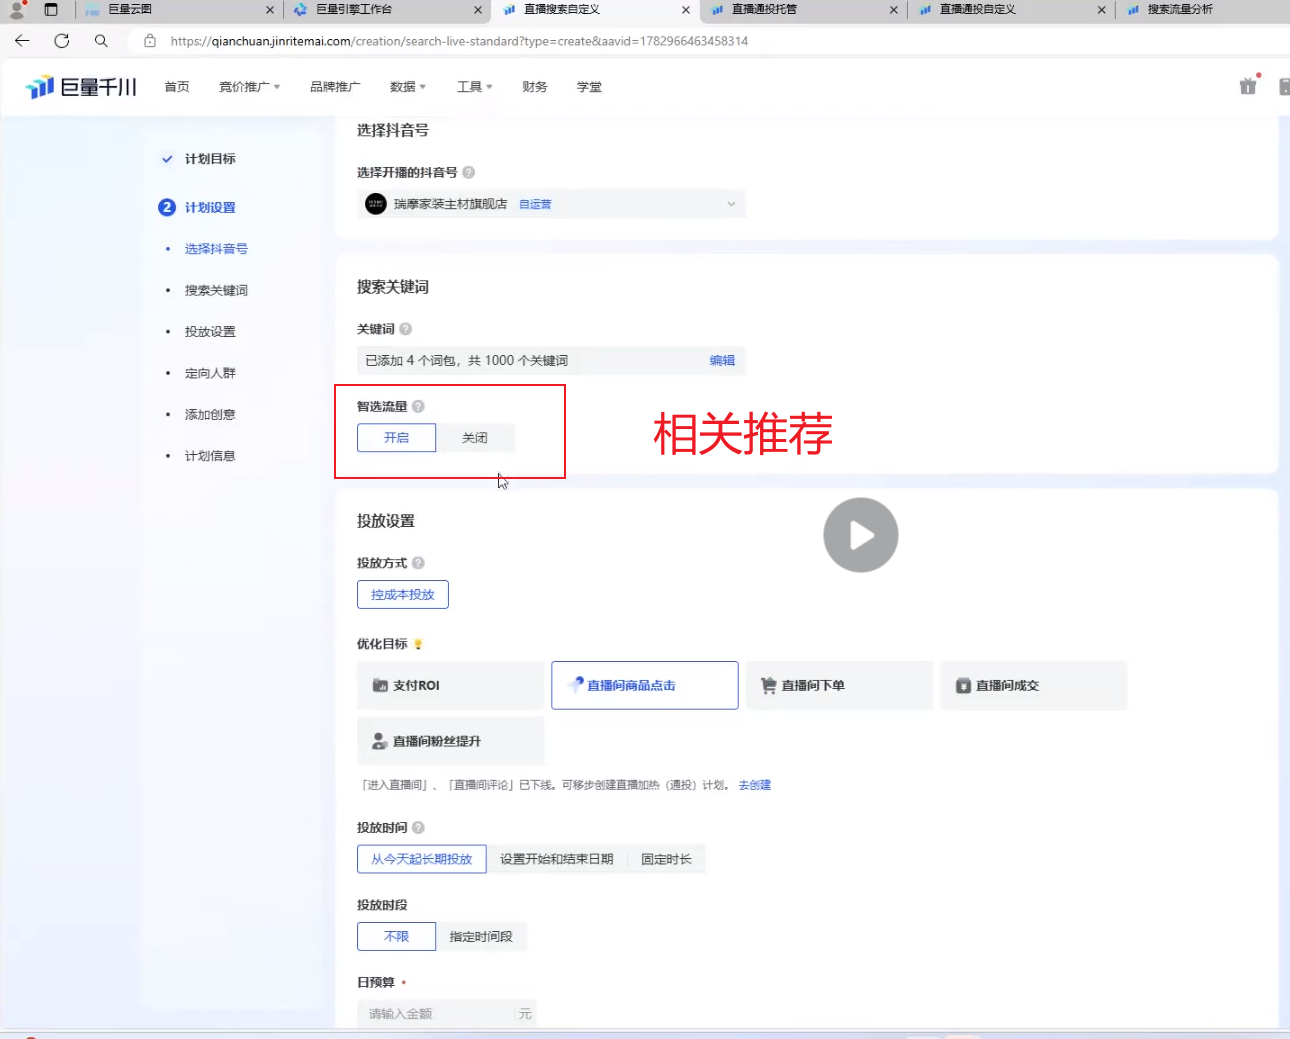 巨量云图
巨量引擎工作台
直播搜索自定义
直播通投托管
直播通投自定义
搜索流量分析
https://qianchuan.jinritemai.com/creation/search-live-standard?type=create&aavid=1782966463458314
巨量千川
首页
竞价推广
品牌推广
数据
工具
财务
学堂
计划目标
2 计划设置
选择抖音号
搜索关键词
投放设置
定向人群
添加创意
计划信息
选择抖音号
选择开播的抖音号
瑞摩家装主材旗舰店 自运营
搜索关键词
关键词
已添加 4 个词包，共 1000 个关键词 编辑
智选流量
开启 关闭
相关推荐
投放设置
投放方式
控成本投放
优化目标
支付ROI
直播间商品点击
直播间下单
直播间成交
直播间粉丝提升
「进入直播间」、「直播间评论」已下线。可移步创建直播加热（通投）计划。 去创建
投放时间
从今天起长期投放 设置开始和结束日期 固定时长
投放时段
不限 指定时间段
日预算
请输入金额 元